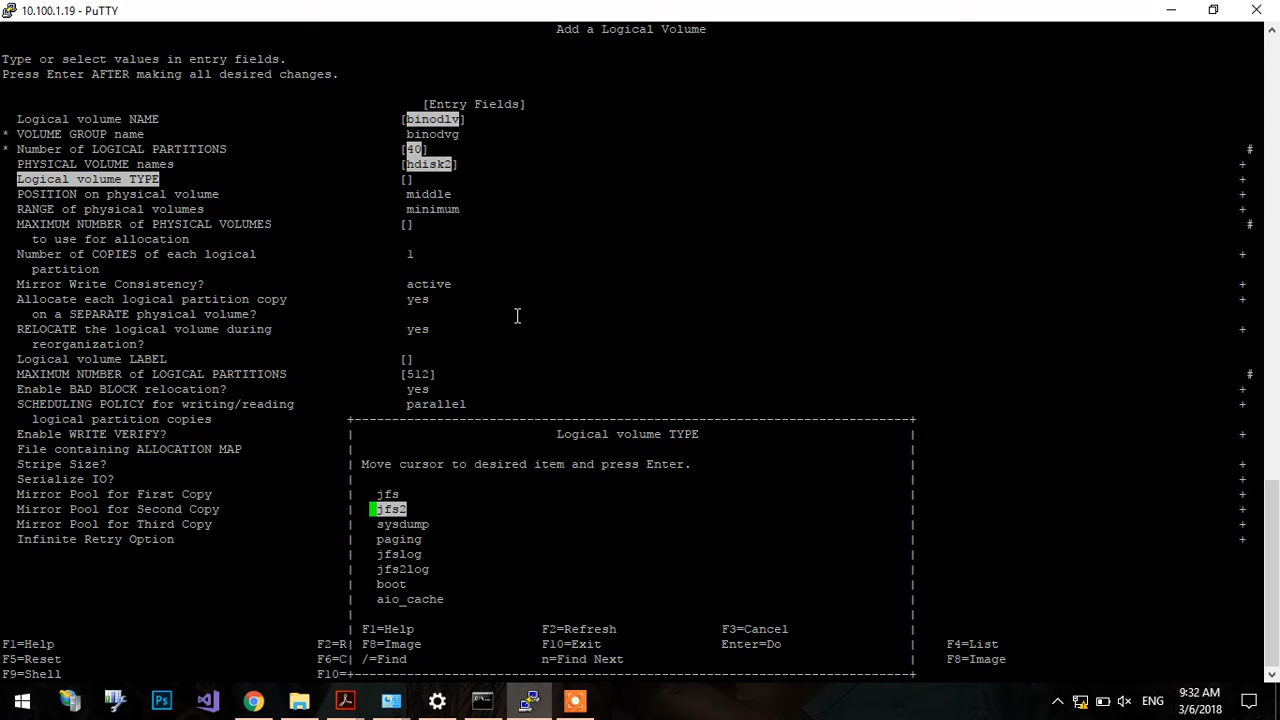 10.100.1.19 - PuTTY
Add a Logical Volume
Type or select values in entry fields.
Press Enter AFTER making all desired changes.
[Entry Fields]
Logical volume NAME [binodlv]
* VOLUME GROUP name binodvg
* Number of LOGICAL PARTITIONS [40] #
PHYSICAL VOLUME names [hdisk2] +
Logical volume TYPE [] +
POSITION on physical volume middle +
RANGE of physical volumes minimum +
MAXIMUM NUMBER of PHYSICAL VOLUMES [] #
to use for allocation
Number of COPIES of each logical 1 +
partition
Mirror Write Consistency? active +
Allocate each logical partition copy yes +
on a SEPARATE physical volume?
RELOCATE the logical volume during yes +
reorganization?
Logical volume LABEL []
MAXIMUM NUMBER of LOGICAL PARTITIONS [512] #
Enable BAD BLOCK relocation? yes +
SCHEDULING POLICY for writing/reading parallel +
logical partition copies
Enable WRITE VERIFY? +
File containing ALLOCATION MAP
Stripe Size? +
Serialize IO? +
Mirror Pool for First Copy +
Mirror Pool for Second Copy +
Mirror Pool for Third Copy +
Infinite Retry Option +
Logical volume TYPE
Move cursor to desired item and press Enter.
jfs
jfs2
sysdump
paging
jfslog
jfs2log
boot
aio_cache
F1=Help F2=Refresh F3=Cancel
F8=Image F10=Exit Enter=Do
/=Find n=Find Next
F1=Help F2=R F4=List
F5=Reset F6=C F8=Image
F9=Shell F10=
ENG
9:32 AM
3/6/2018